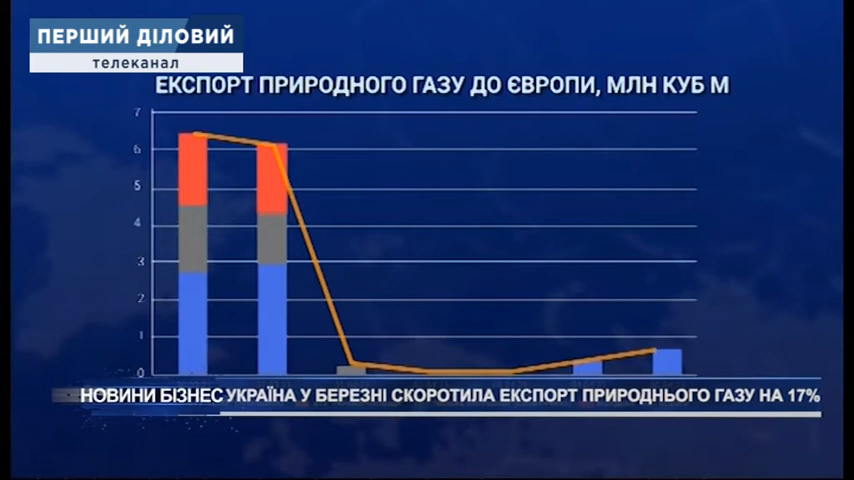 ПЕРШИЙ ДІЛОВИЙ
телеканал
ЕКСПОРТ ПРИРОДНОГО ГАЗУ ДО ЄВРОПИ, МЛН КУБ М
7
6
5
4
3
2
1
0
НОВИНИ БІЗНЕС УКРАЇНА У БЕРЕЗНІ СКОРОТИЛА ЕКСПОРТ ПРИРОДНЬОГО ГАЗУ НА 17%